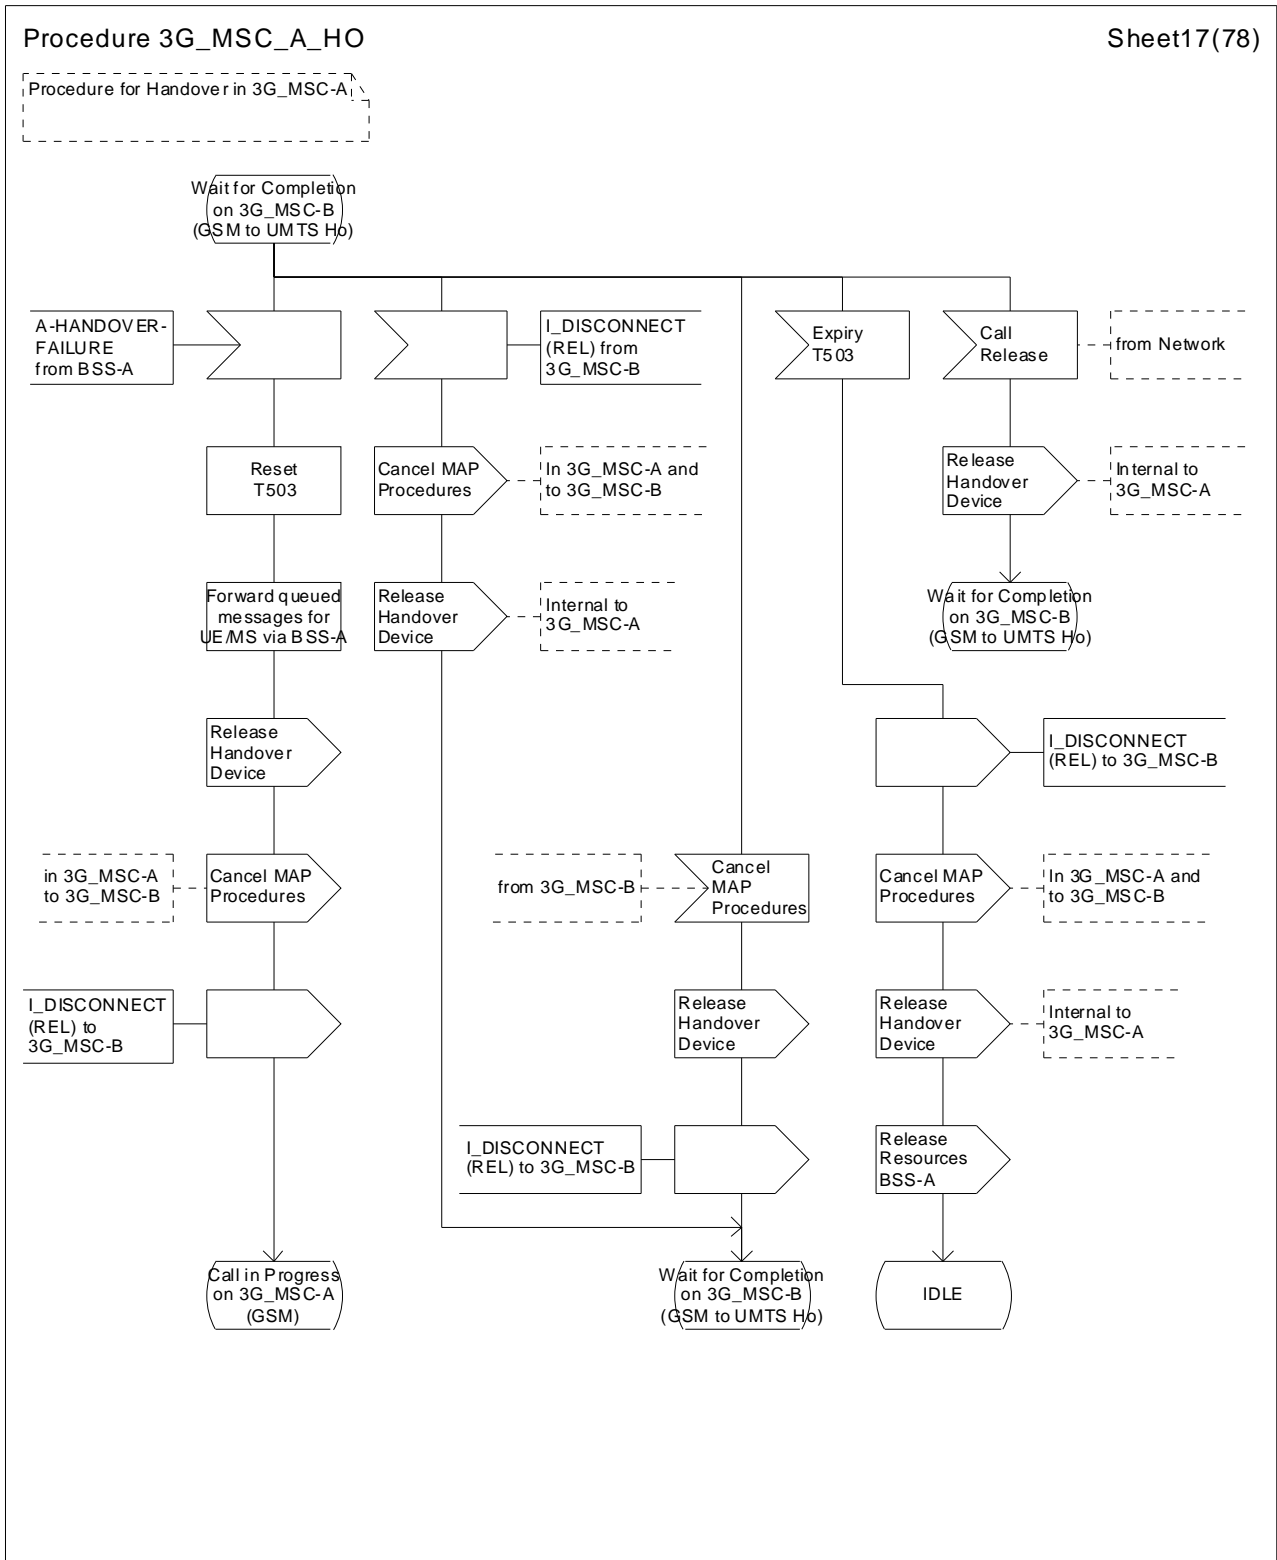 Procedure 3G_MSC_A_HO
Sheet17(78)
Procedure for Handover in 3G_MSC-A
Wait for Completion
on 3G_MSC-B
(GSM to UMTS Ho)
A-HANDOVER-
FAILURE
from BSS-A
I_DISCONNECT
(REL) from
3G_MSC-B
Expiry
T503
Call
Release
from Network
Reset
T503
Cancel MAP
Procedures
In 3G_MSC-A and
to 3G_MSC-B
Release
Handover
Device
Internal to
3G_MSC-A
Forward queued
messages for
UE/MS via BSS-A
Release
Handover
Device
Internal to
3G_MSC-A
Wait for Completion
on 3G_MSC-B
(GSM to UMTS Ho)
Release
Handover
Device
I_DISCONNECT
(REL) to 3G_MSC-B
in 3G_MSC-A
to 3G_MSC-B
Cancel MAP
Procedures
from 3G_MSC-B
Cancel
MAP
Procedures
Cancel MAP
Procedures
In 3G_MSC-A and
to 3G_MSC-B
I_DISCONNECT
(REL) to
3G_MSC-B
Release
Handover
Device
Release
Handover
Device
Internal to
3G_MSC-A
I_DISCONNECT
(REL) to 3G_MSC-B
Release
Resources
BSS-A
Call in Progress
on 3G_MSC-A
(GSM)
Wait for Completion
on 3G_MSC-B
(GSM to UMTS Ho)
IDLE